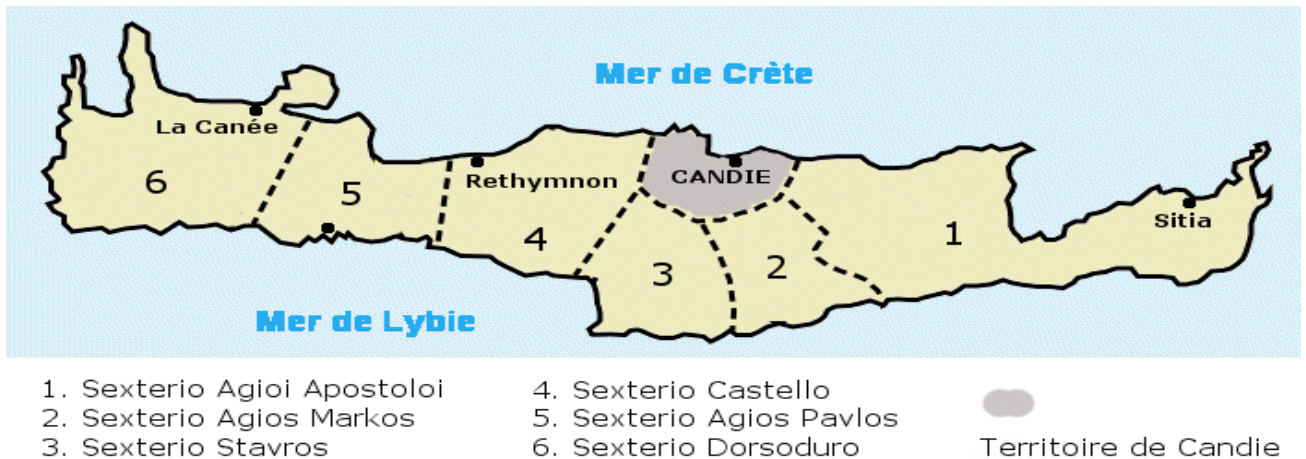 Mer de Crète
La Canée
6
5
Rethymnon
CANDIE
4
3
2
1
Sitia
Mer de Lybie
1. Sexterio Agioi Apostoloi
2. Sexterio Agios Markos
3. Sexterio Stavros
4. Sexterio Castello
5. Sexterio Agios Pavlos
6. Sexterio Dorsoduro
Territoire de Candie